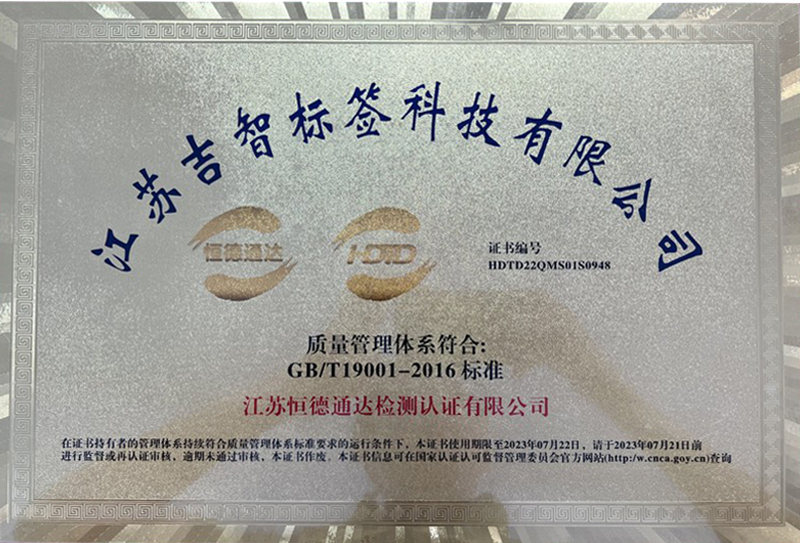 江苏吉智标签科技有限公司
恒德通达
HDTD
证书编号
HDTD22QMS01S0948
质量管理体系符合:
GB/T19001-2016标准
江苏恒德通达检测认证有限公司
在证书持有者的管理体系持续符合质量管理体系标准要求的运行条件下，本证书使用期限至2023年07月22日，请于2023年07月21日前
进行监督或再认证审核，逾期未通过审核，本证书作废。本证书信息可在国家认证认可监督管理委员会官方网站(http:/w.cnca.goy.cn)查询